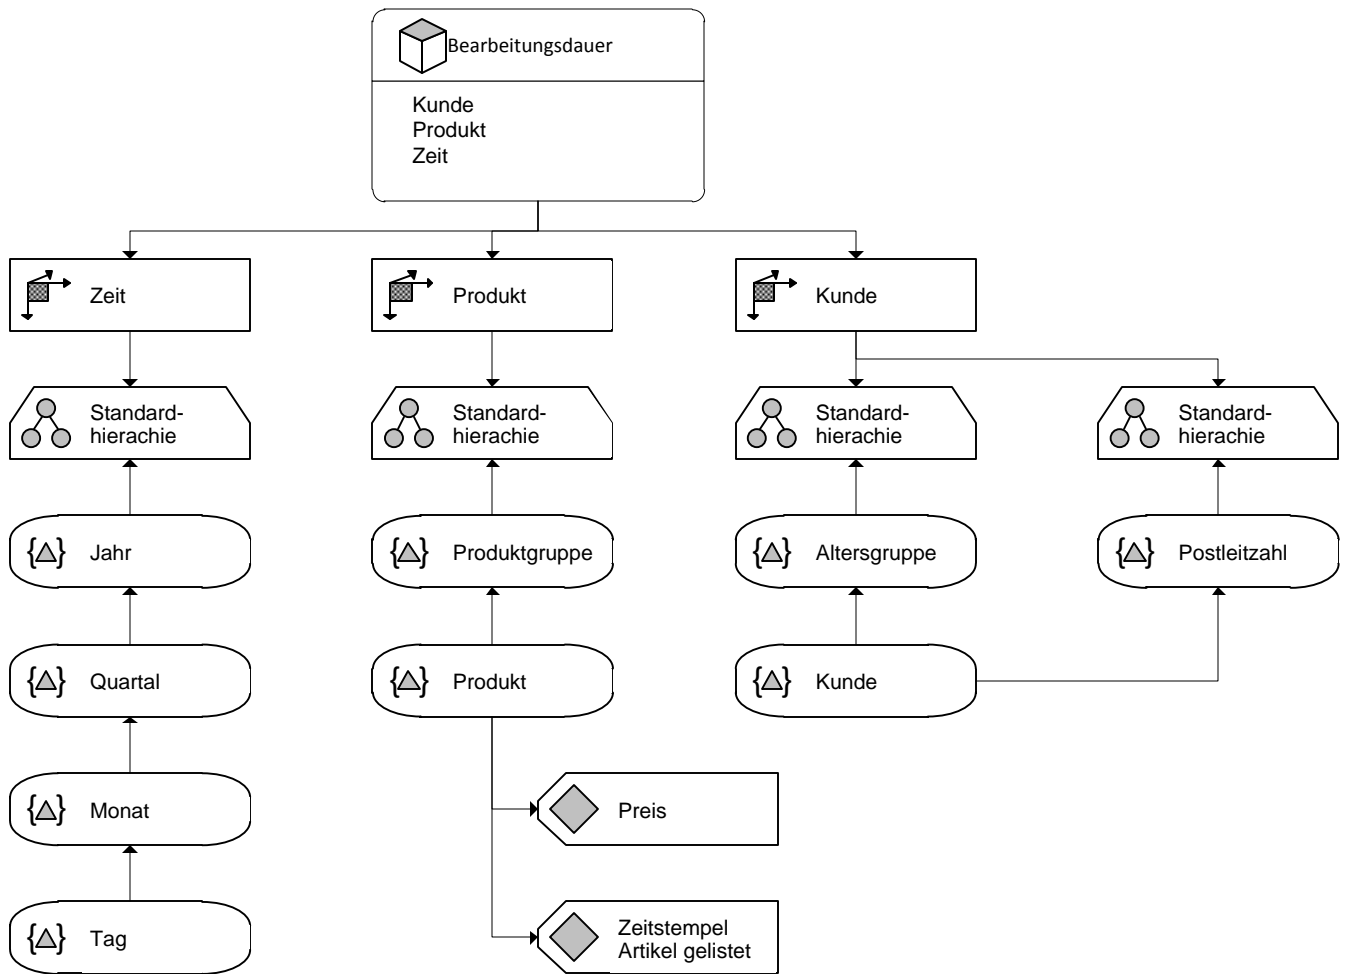 Bearbeitungsdauer
Kunde
Produkt
Zeit
Zeit
Produkt
Kunde
Standard-
hierachie
Standard-
hierachie
Standard-
hierachie
Standard-
hierachie
{ } Jahr
{ } Produktgruppe
{ } Altersgruppe
{ } Postleitzahl
{ } Quartal
{ } Produkt
{ } Kunde
{ } Monat
Preis
{ } Tag
Zeitstempel
Artikel gelistet